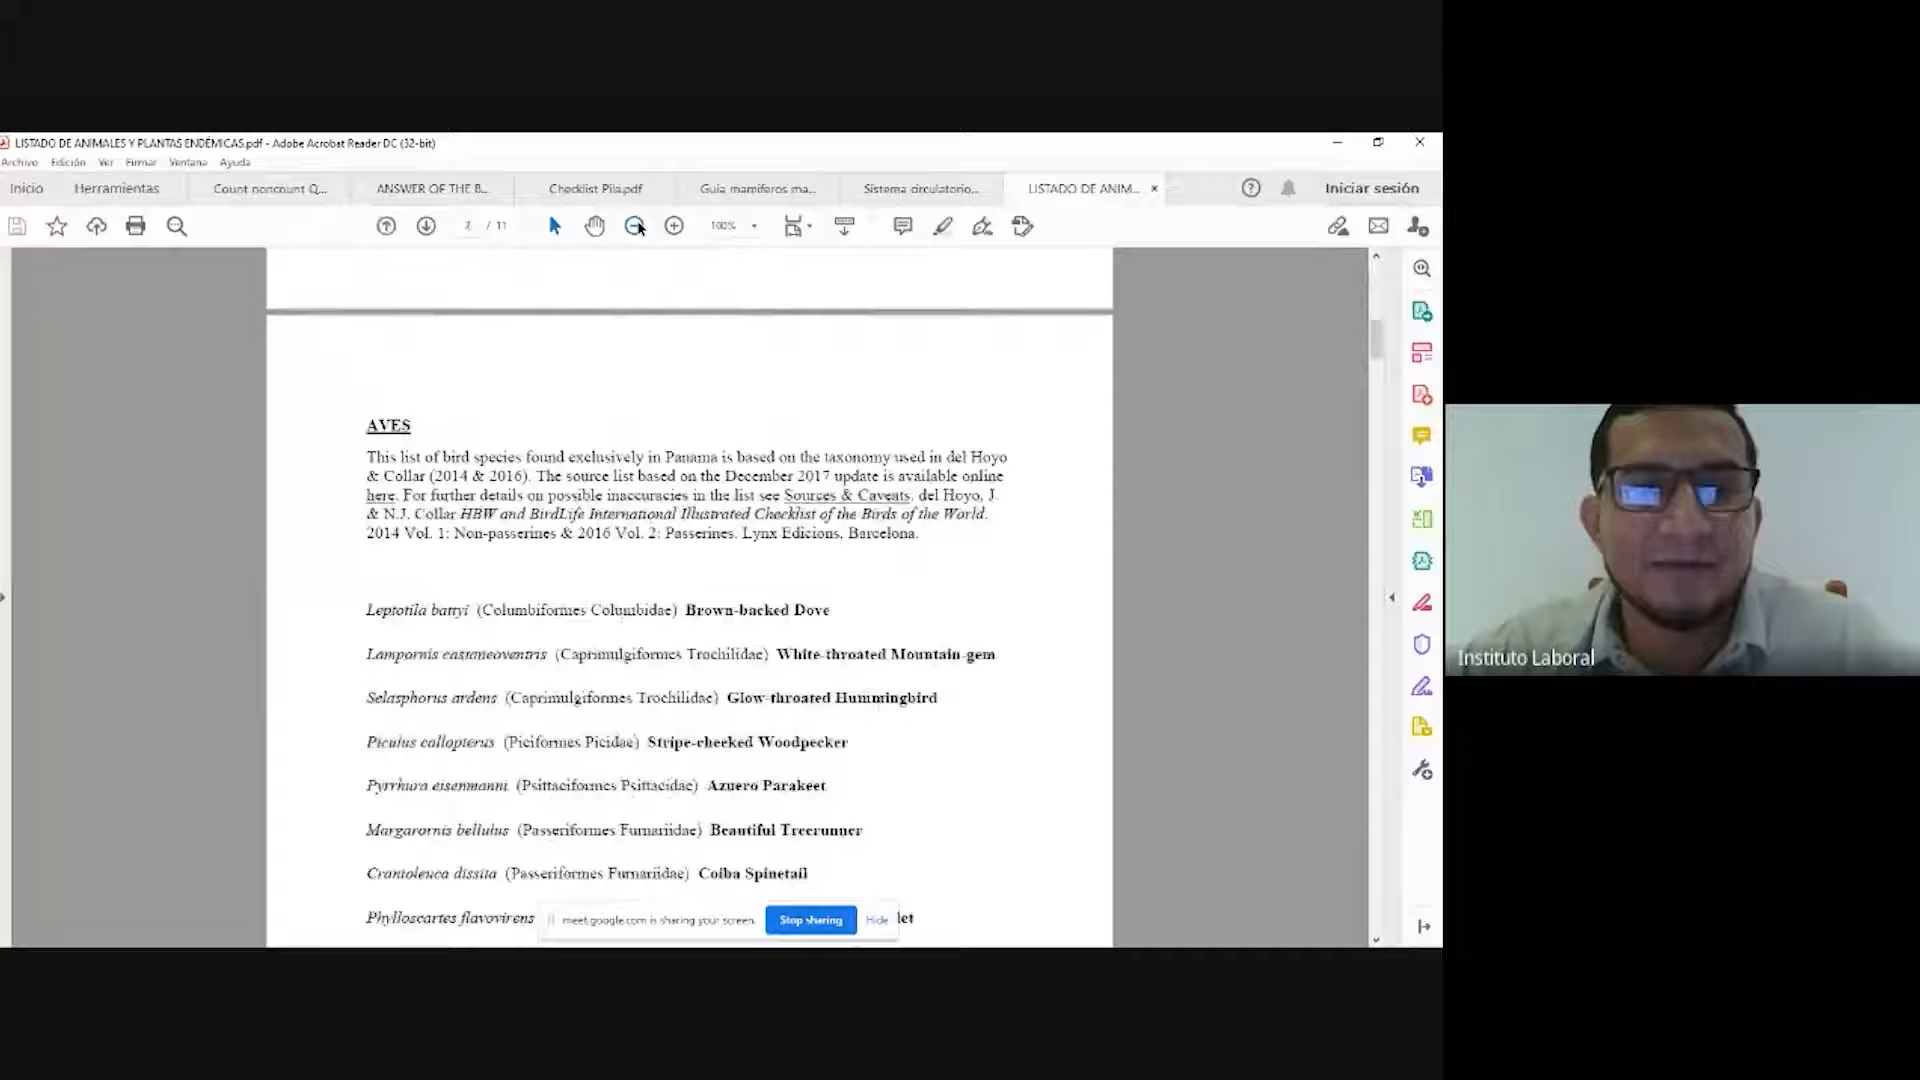 LISTADO DE ANIMALES Y PLANTAS ENDÉMICAS.pdf - Adobe Acrobat Reader DC (32-bit)
Archivo Edición Ver Firmar Ventana Ayuda
Inicio Herramientas Count noncount Q... ANSWER OF THE B... Checklist Pila.pdf Guia mamiferos ma... Sistema circulatorio... LISTADO DE ANIM... Iniciar sesión
2 / 11 100%
AVES
This list of bird species found exclusively in Panama is based on the taxonomy used in del Hoyo
& Collar (2014 & 2016). The source list based on the December 2017 update is available online
here. For further details on possible inaccuracies in the list see Sources & Caveats. del Hoyo, J.
& N.J. Collar HBW and BirdLife International Illustrated Checklist of the Birds of the World.
2014 Vol. 1: Non-passerines & 2016 Vol. 2: Passerines. Lynx Edicions, Barcelona.
Leptotila battyi (Columbiformes Columbidae) Brown-backed Dove
Lampornis castaneoventris (Caprimulgiformes Trochilidae) White-throated Mountain-gem
Selasphorus ardens (Caprimulgiformes Trochilidae) Glow-throated Hummingbird
Piculus callopterus (Piciformes Picidae) Stripe-cheeked Woodpecker
Pyrrhura eisenmanni (Psittaciformes Psittacidae) Azuero Parakeet
Margarornis bellulus (Passeriformes Furnariidae) Beautiful Treerunner
Cranioleuca dissita (Passeriformes Furnariidae) Coiba Spinetail
Phylloscartes flavovirens let
meet.google.com is sharing your screen. Stop sharing Hide
Instituto Laboral